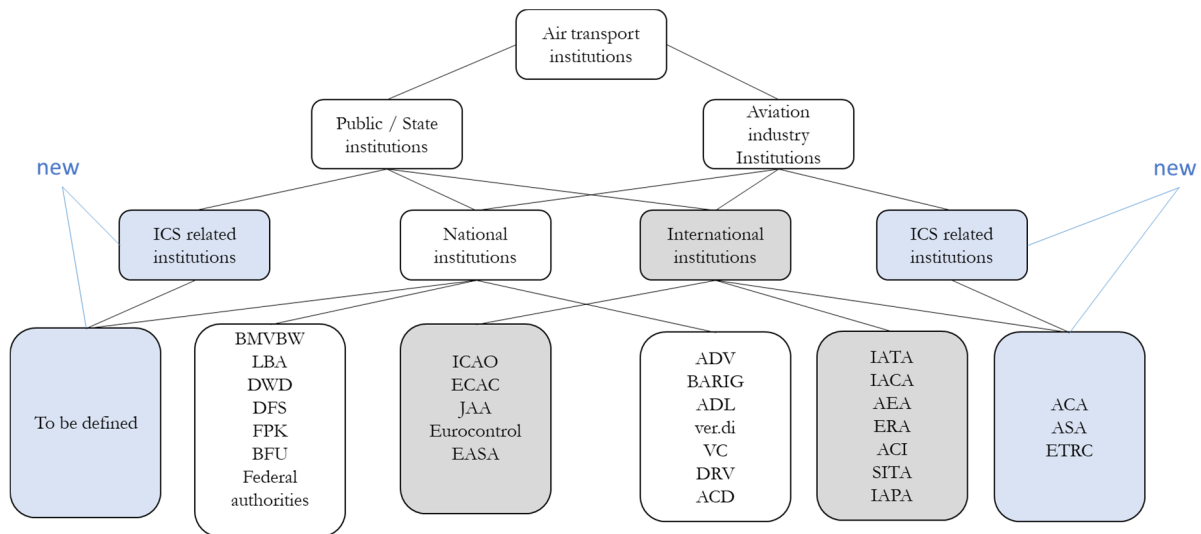 Air transport
institutions
Public / State
institutions
Aviation
industry
Institutions
new
new
ICS related
institutions
National
institutions
International
institutions
ICS related
institutions
To be defined
BMVBW
LBA
DWD
DFS
FPK
BFU
Federal
authorities
ICAO
ECAC
JAA
Eurocontrol
EASA
ADV
BARIG
ADL
ver.di
VC
DRV
ACD
IATA
IACA
AEA
ERA
ACI
SITA
IAPA
ACA
ASA
ETRC